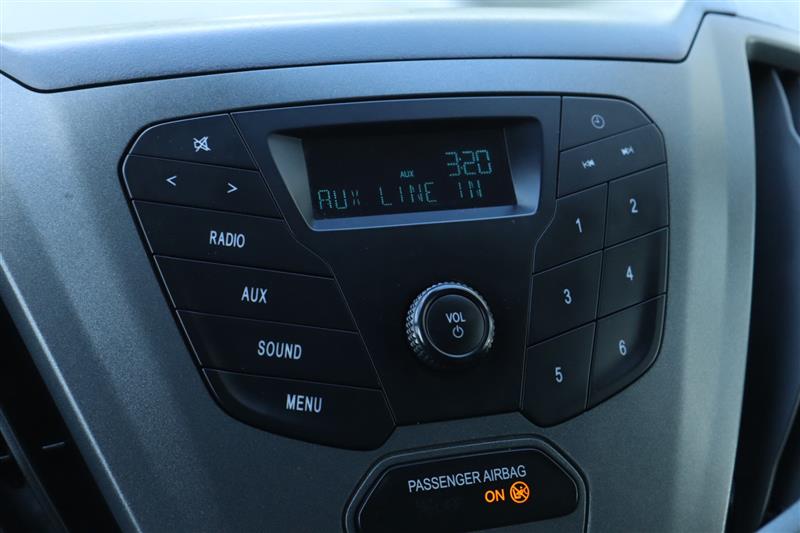 AUX
3:20
AUX LINE IN
<
>
RADIO
AUX
SOUND
MENU
VOL
1
2
3
4
5
6
PASSENGER AIRBAG
ON